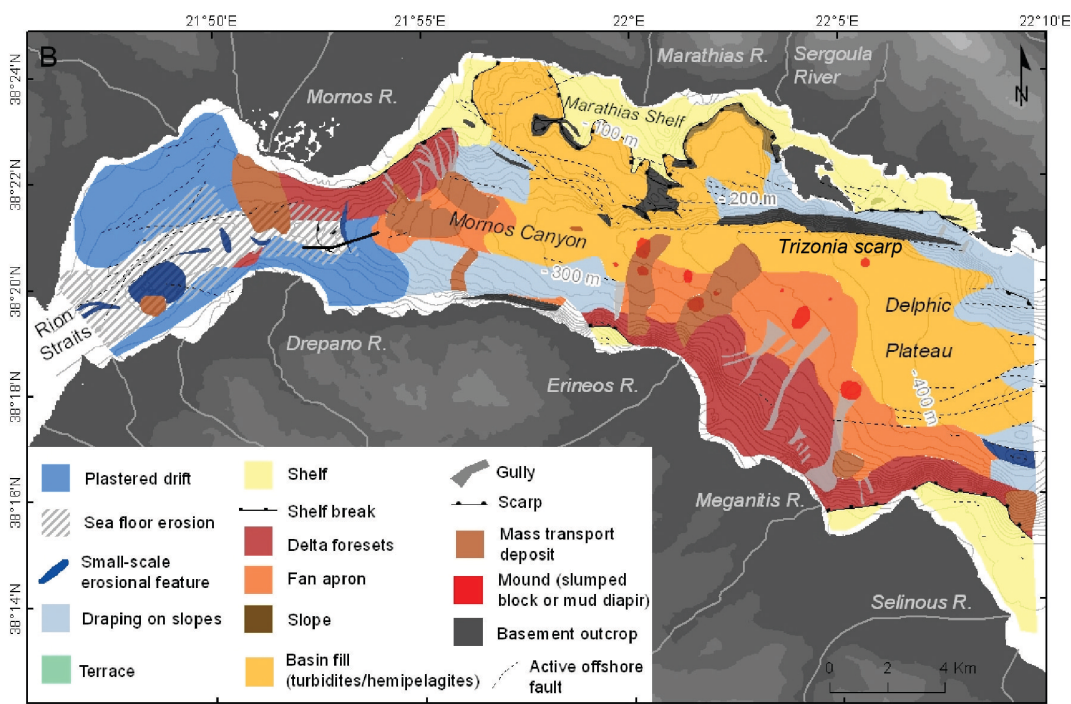 21°50'E
21°55'E
22°0'E
22°5'E
22°10'E
B
38°24'N
38°22'N
38°20'N
38°18'N
38°16'N
38°14'N
Marathias R.
Sergoula
River
Mornos R.
Marathias Shelf
- 100 m
- 200 m
Mornos Canyon
Trizonia scarp
- 300 m
Rion
Straits
Delphic
Plateau
Drepano R.
Erineos R.
- 400 m
Meganitis R.
Selinous R.
N
Plastered drift
Sea floor erosion
Small-scale
erosional feature
Draping on slopes
Terrace
Shelf
Shelf break
Delta foresets
Fan apron
Slope
Basin fill
(turbidites/hemipelagites)
Gully
Scarp
Mass transport
deposit
Mound (slumped
block or mud diapir)
Basement outcrop
Active offshore
fault
0 2 4 Km